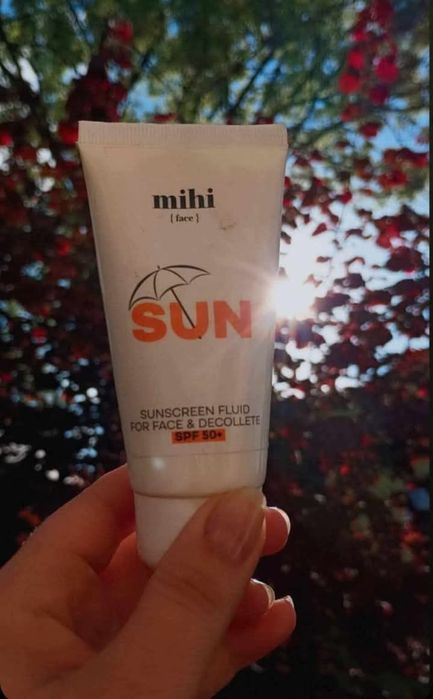 mihi
{ face }
SUN
SUNSCREEN FLUID
FOR FACE & DECOLLETE
SPF 50+